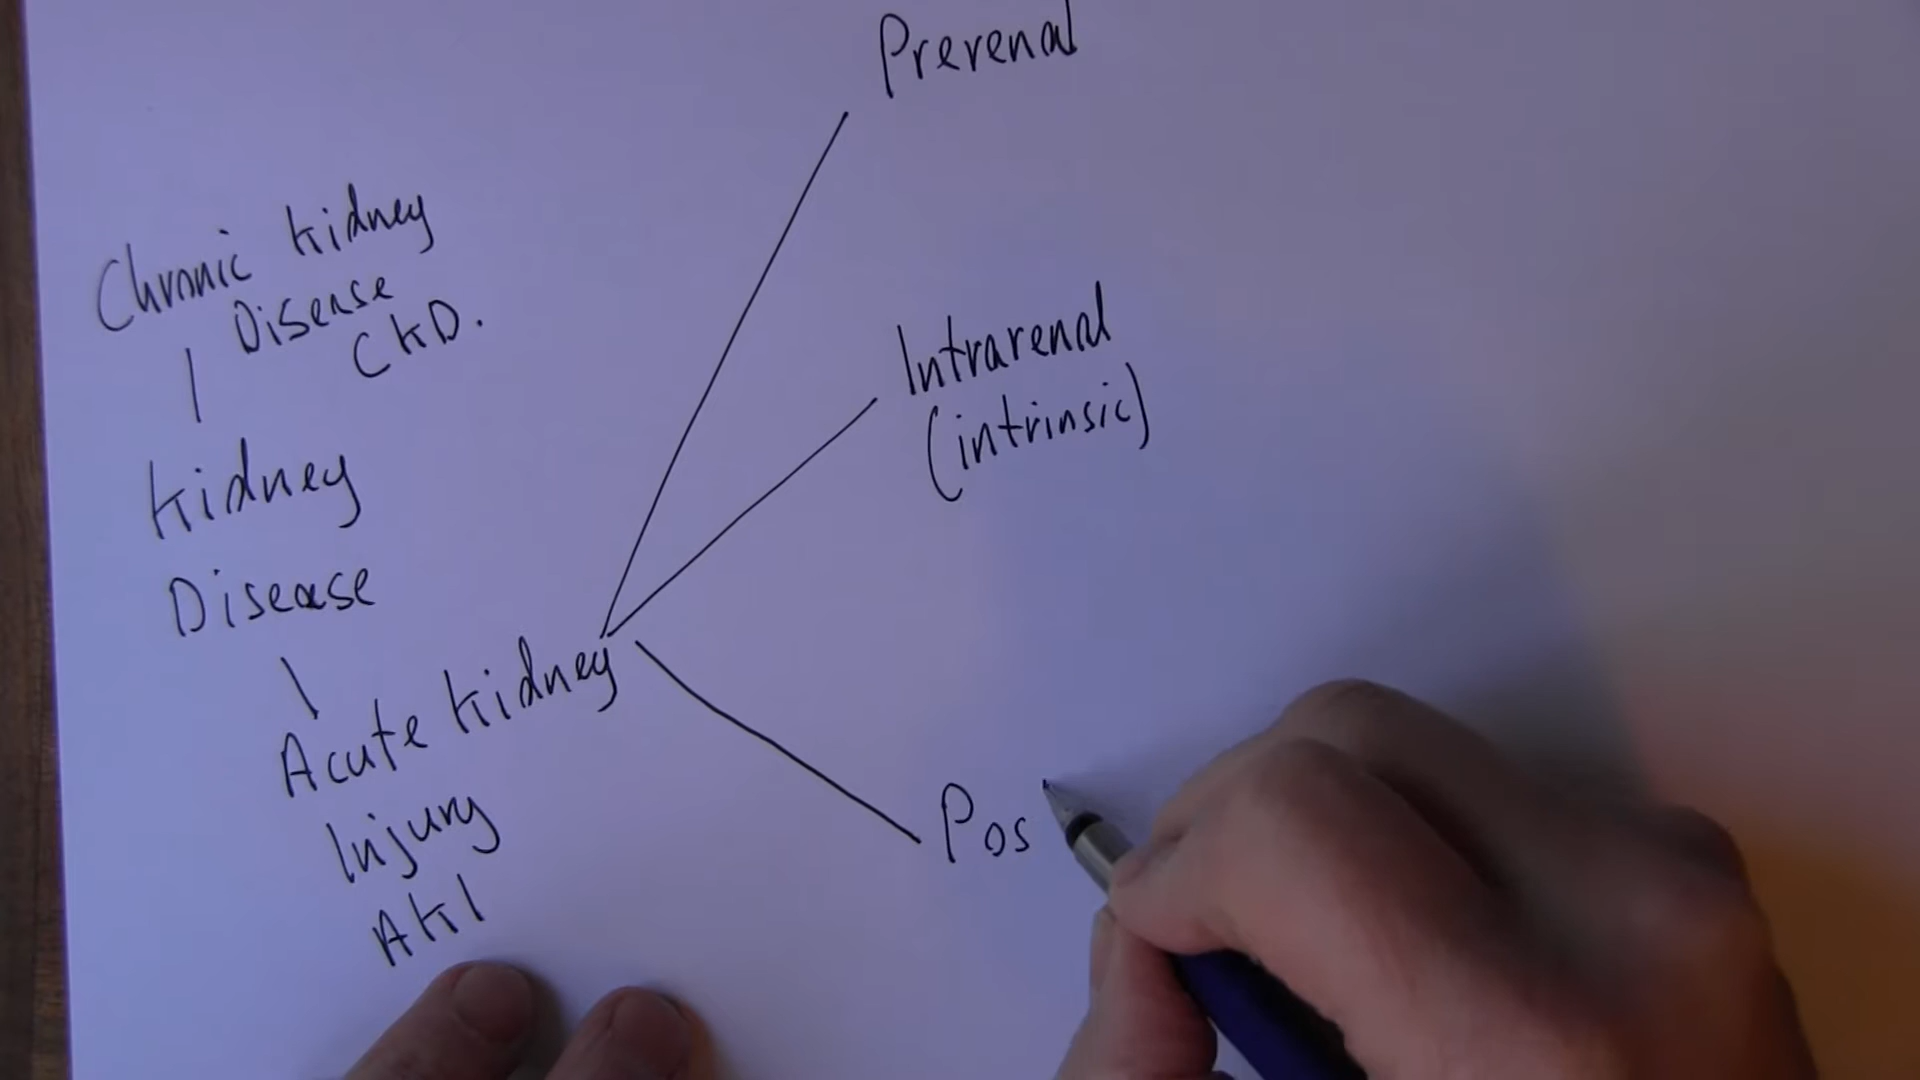 Prerenal
Chronic Kidney
Disease
CKD.
Kidney
Disease
Intrarenal
(intrinsic)
Acute Kidney
Injury
AKI
Pos